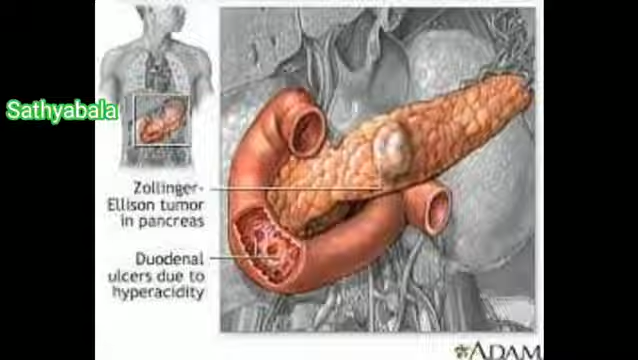 Sathyabala
Zollinger-
Ellison tumor
in pancreas
Duodenal
ulcers due to
hyperacidity
ADAM